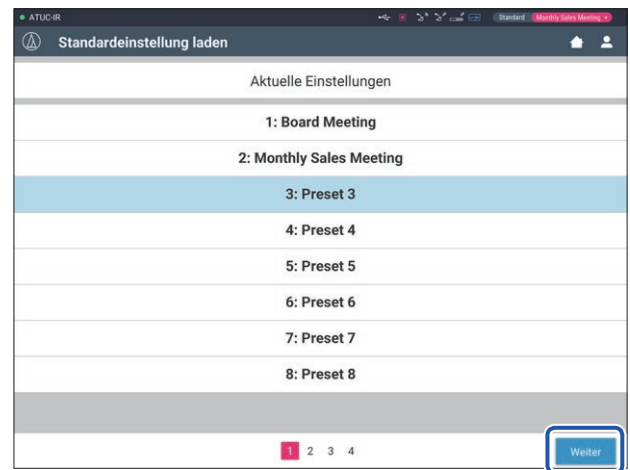 ATUC-IR Standard Monthly Sales Meeting
Standardeinstellung laden
Aktuelle Einstellungen
1: Board Meeting
2: Monthly Sales Meeting
3: Preset 3
4: Preset 4
5: Preset 5
6: Preset 6
7: Preset 7
8: Preset 8
1 2 3 4 Weiter